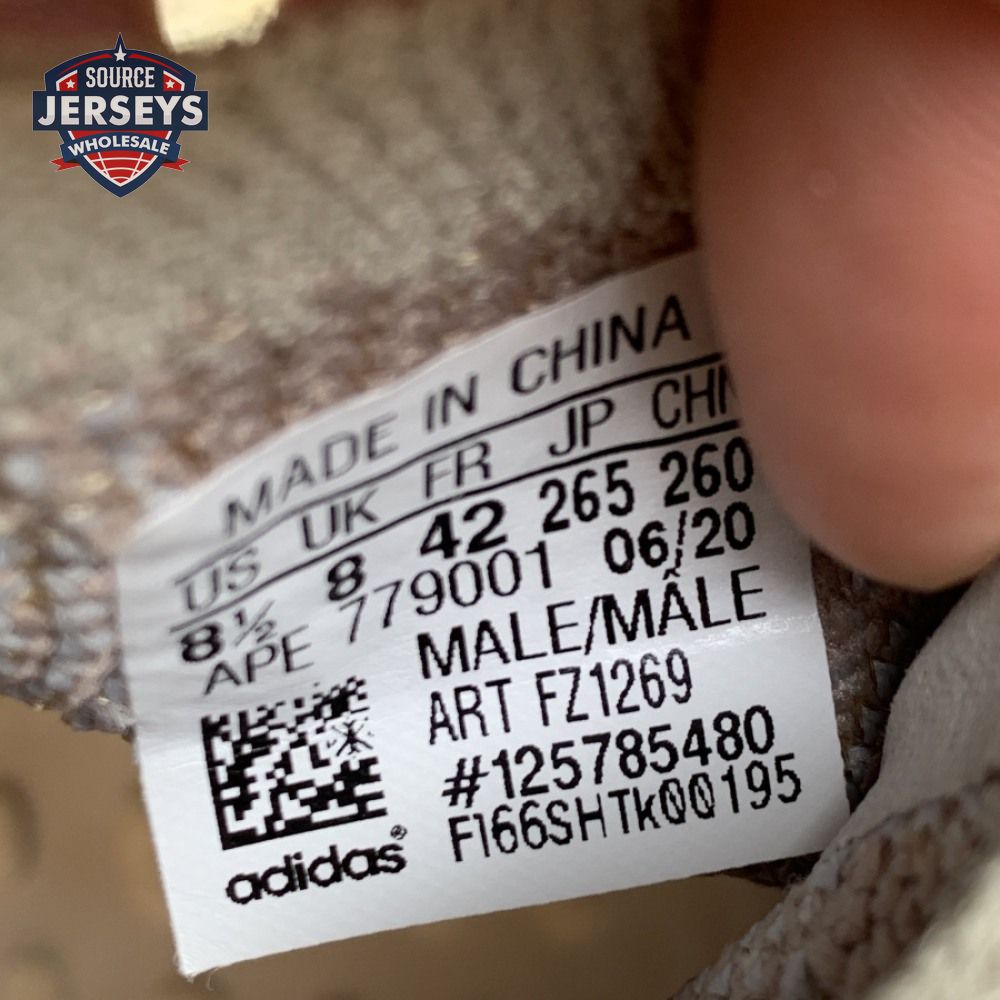 SOURCE
JERSEYS
WHOLESALE
MADE IN CHINA
US UK FR JP CHN
8½ 8 42 265 260
APE 779001 06/20
MALE/MÂLE
ART FZ1269
#125785480
F166SHTk00195
adidas®